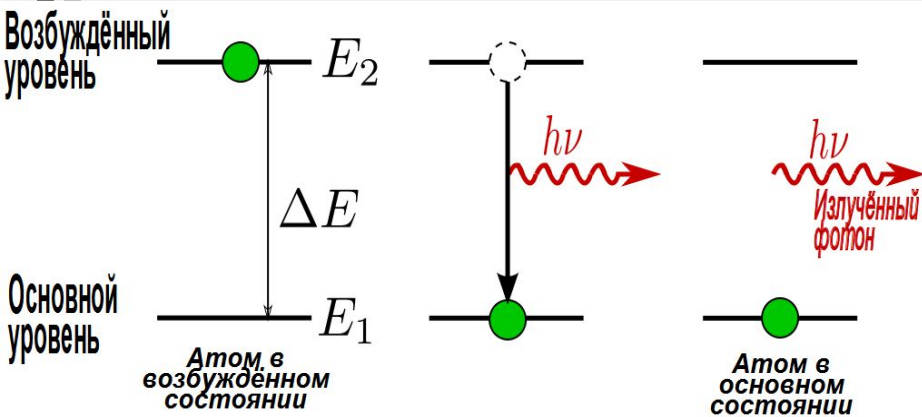 Возбуждённый
уровень
E₂
hν
hν
ΔE
Излучённый
фотон
Основной
уровень
E₁
Атом в
возбуждённом
состоянии
Атом в
основном
состоянии